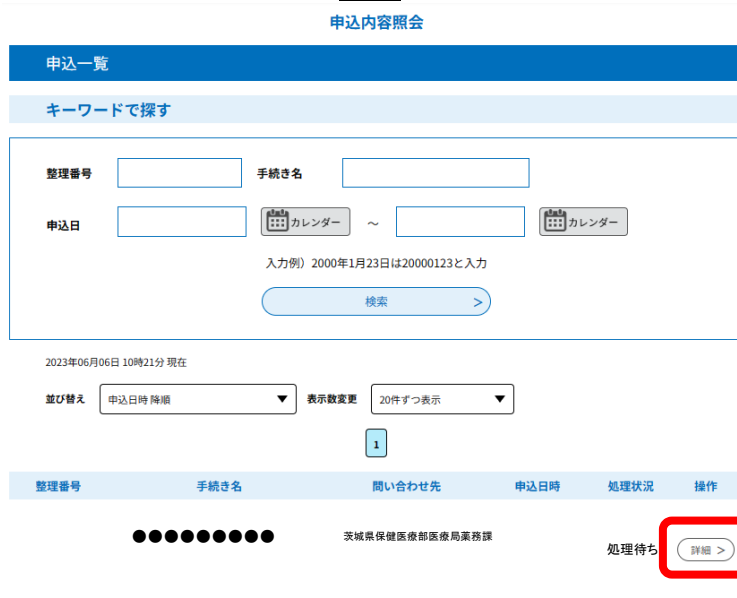 申込内容照会
申込一覧
キーワードで探す
整理番号 手続き名
申込日 カレンダー ～ カレンダー
入力例）2000年1月23日は20000123と入力
検索 ＞
2023年06月06日 10時21分 現在
並び替え 申込日時 降順 ▼ 表示数変更 20件ずつ表示 ▼
1
整理番号 手続き名 問い合わせ先 申込日時 処理状況 操作
●●●●●●●●● 茨城県保健医療部医療局薬務課 処理待ち 詳細 ＞